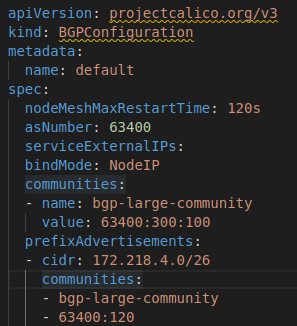 apiVersion: projectcalico.org/v3
kind: BGPConfiguration
metadata:
  name: default
spec:
  nodeMeshMaxRestartTime: 120s
  asNumber: 63400
  serviceExternalIPs:
  bindMode: NodeIP
  communities:
  - name: bgp-large-community
    value: 63400:300:100
  prefixAdvertisements:
  - cidr: 172.218.4.0/26
    communities:
    - bgp-large-community
    - 63400:120